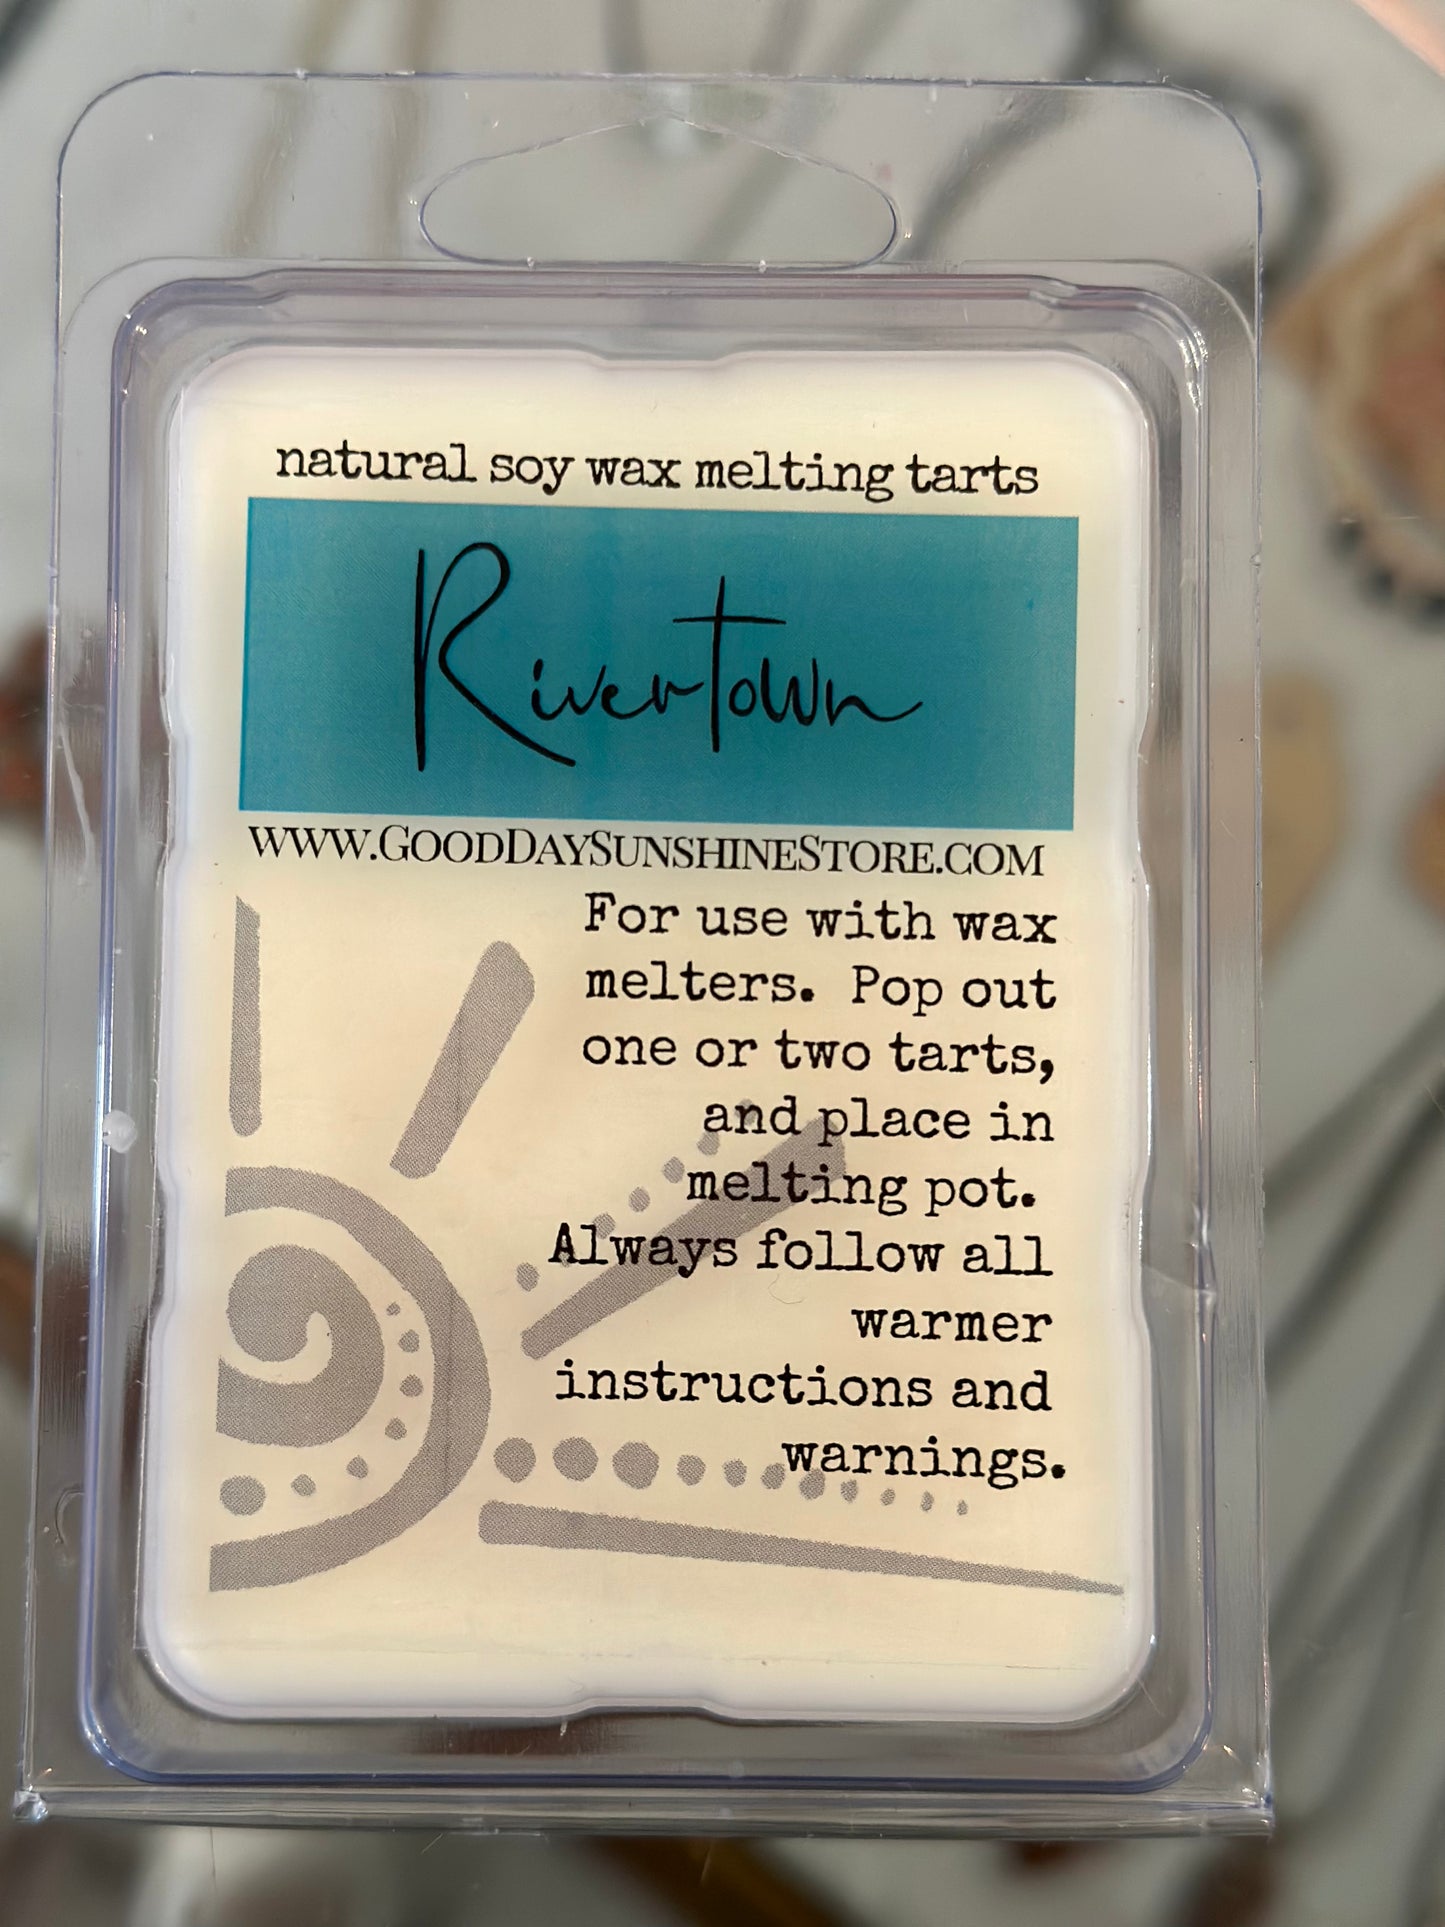 natural soy wax melting tarts
RiverTown
www.GoodDaySunshineStore.com
For use with wax
melters. Pop out
one or two tarts,
and place in
melting pot.
Always follow all
warmer
instructions and
warnings.